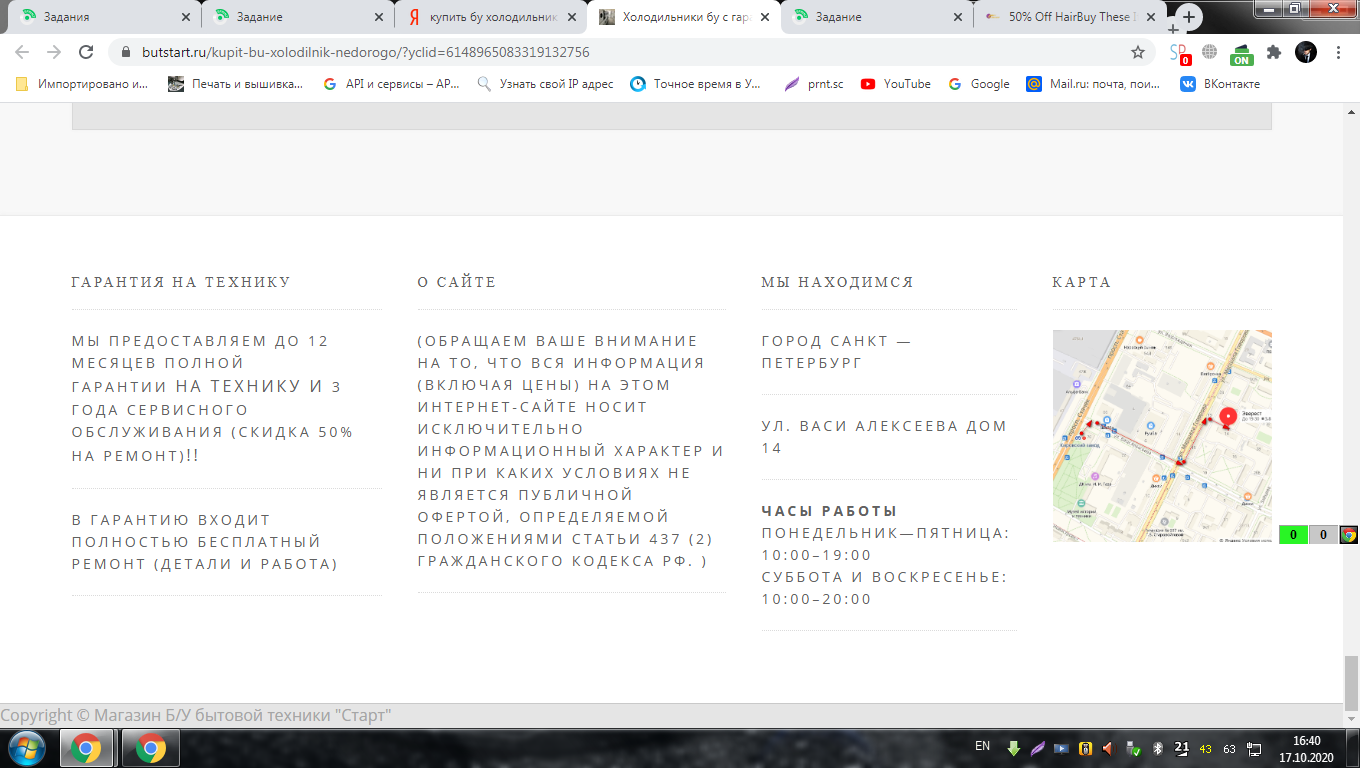 Задания
Задание
купить бу холодильник
Холодильники бу с гар
Задание
50% Off HairBuy These
butstart.ru/kupit-bu-xolodilnik-nedorogo/?yclid=6148965083319132756
0
ON
Импортировано и...
Печать и вышивка...
API и сервисы – AP...
Узнать свой IP адрес
Точное время в У...
prnt.sc
YouTube
Google
Mail.ru: почта, пои...
ВКонтакте
ГАРАНТИЯ НА ТЕХНИКУ
МЫ ПРЕДОСТАВЛЯЕМ ДО 12
МЕСЯЦЕВ ПОЛНОЙ
ГАРАНТИИ НА ТЕХНИКУ И 3
ГОДА СЕРВИСНОГО
ОБСЛУЖИВАНИЯ (СКИДКА 50%
НА РЕМОНТ)!!
В ГАРАНТИЮ ВХОДИТ
ПОЛНОСТЬЮ БЕСПЛАТНЫЙ
РЕМОНТ (ДЕТАЛИ И РАБОТА)
О САЙТЕ
(ОБРАЩАЕМ ВАШЕ ВНИМАНИЕ
НА ТО, ЧТО ВСЯ ИНФОРМАЦИЯ
(ВКЛЮЧАЯ ЦЕНЫ) НА ЭТОМ
ИНТЕРНЕТ-САЙТЕ НОСИТ
ИСКЛЮЧИТЕЛЬНО
ИНФОРМАЦИОННЫЙ ХАРАКТЕР И
НИ ПРИ КАКИХ УСЛОВИЯХ НЕ
ЯВЛЯЕТСЯ ПУБЛИЧНОЙ
ОФЕРТОЙ, ОПРЕДЕЛЯЕМОЙ
ПОЛОЖЕНИЯМИ СТАТЬИ 437 (2)
ГРАЖДАНСКОГО КОДЕКСА РФ. )
МЫ НАХОДИМСЯ
ГОРОД САНКТ —
ПЕТЕРБУРГ
УЛ. ВАСИ АЛЕКСЕЕВА ДОМ
14
ЧАСЫ РАБОТЫ
ПОНЕДЕЛЬНИК—ПЯТНИЦА:
10:00–19:00
СУББОТА И ВОСКРЕСЕНЬЕ:
10:00–20:00
КАРТА
Эверест
0 0
Copyright © Магазин Б/У бытовой техники "Старт"
EN
21 43 63
16:40
17.10.2020